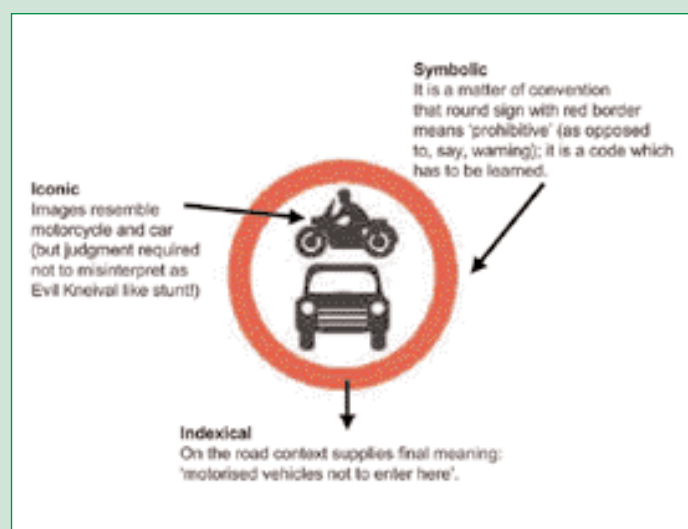 Symbolic
It is a matter of convention
that round sign with red border
means 'prohibitive' (as opposed
to, say, warning); it is a code which
has to be learned.
Iconic
Images resemble
motorcycle and car
(but judgment required
not to misinterpret as
Evil Kneival like stunt!)
Indexical
On the road context supplies final meaning:
'motorised vehicles not to enter here'.